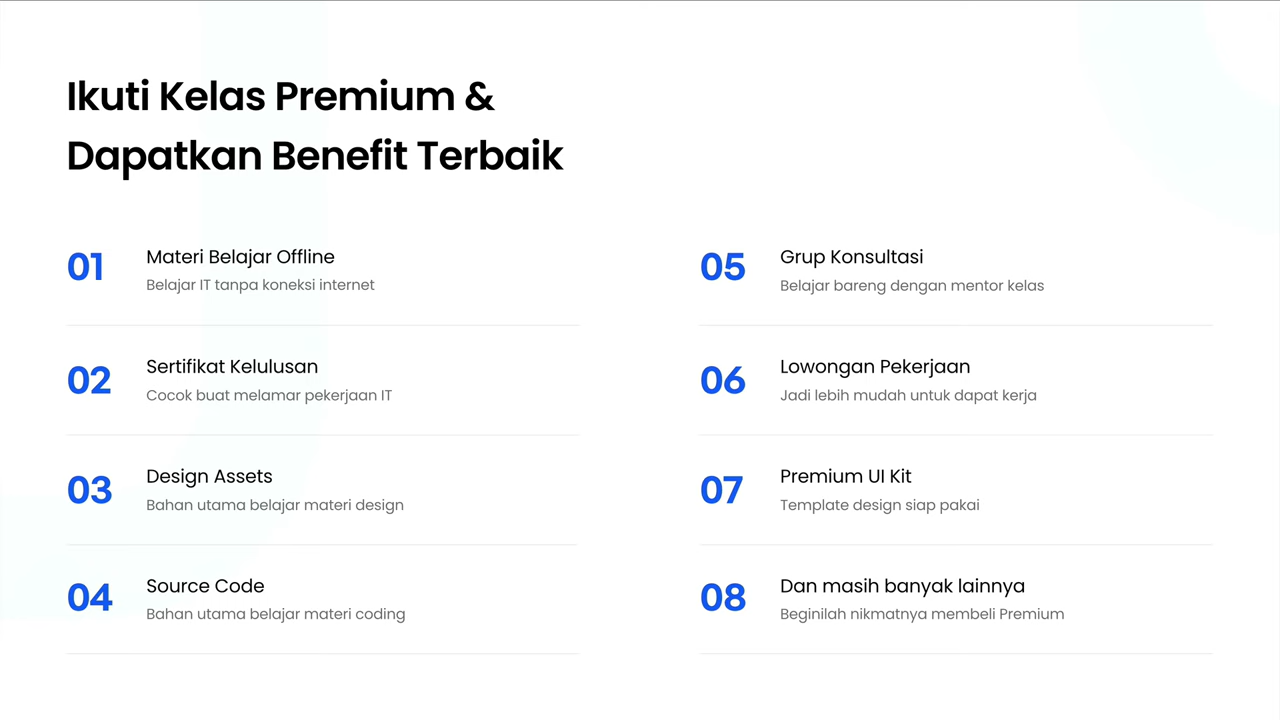 Ikuti Kelas Premium &
Dapatkan Benefit Terbaik
01
Materi Belajar Offline
Belajar IT tanpa koneksi internet
02
Sertifikat Kelulusan
Cocok buat melamar pekerjaan IT
03
Design Assets
Bahan utama belajar materi design
04
Source Code
Bahan utama belajar materi coding
05
Grup Konsultasi
Belajar bareng dengan mentor kelas
06
Lowongan Pekerjaan
Jadi lebih mudah untuk dapat kerja
07
Premium UI Kit
Template design siap pakai
08
Dan masih banyak lainnya
Beginilah nikmatnya membeli Premium